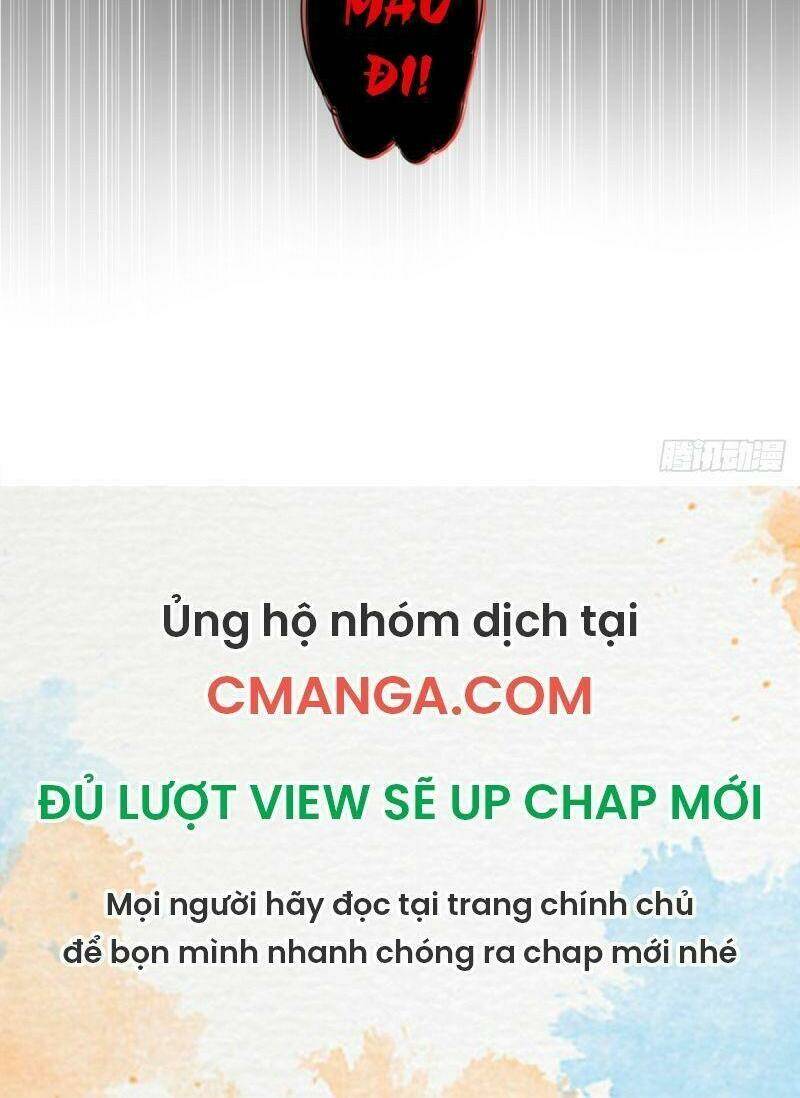 MAU
ĐI!
腾讯动漫
Ủng hộ nhóm dịch tại
CMANGA.COM
ĐỦ LƯỢT VIEW SẼ UP CHAP MỚI
Mọi người hãy đọc tại trang chính chủ
để bọn mình nhanh chóng ra chap mới nhé